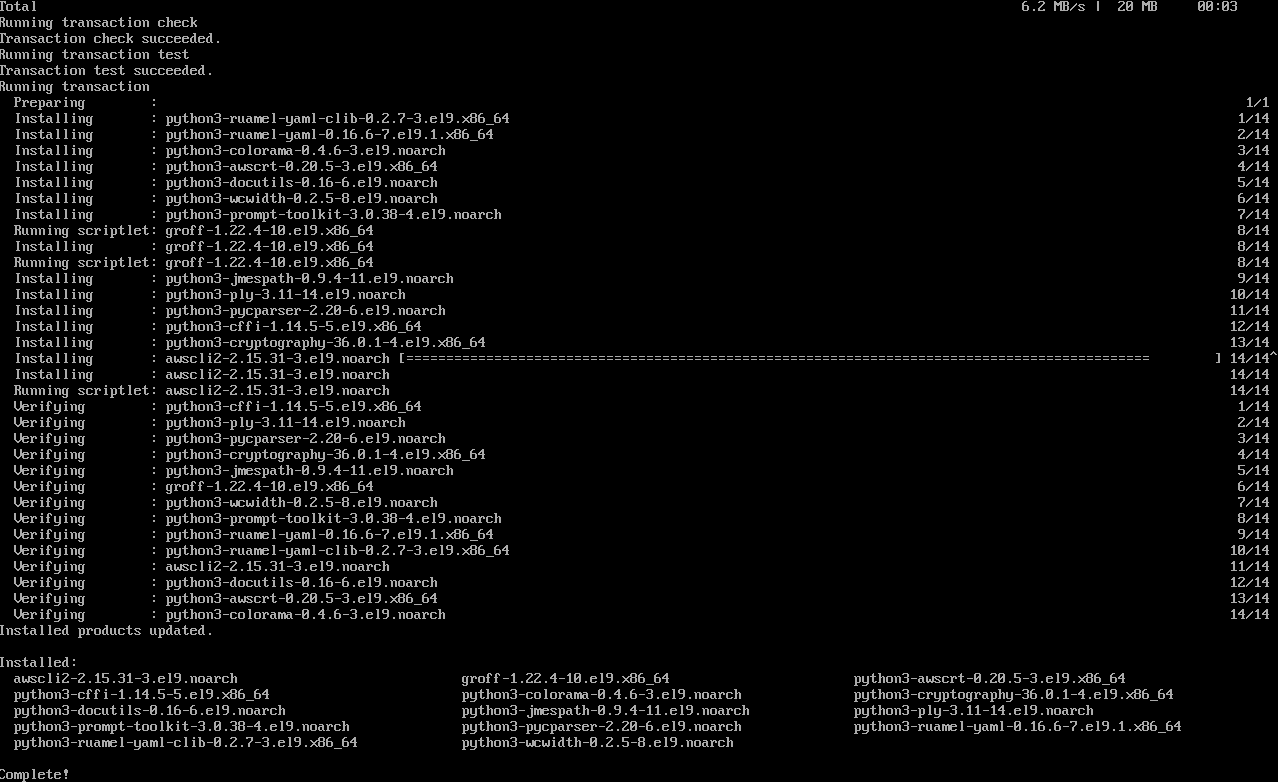 Total                                           6.2 MB/s |  20 MB     00:03
Running transaction check
Transaction check succeeded.
Running transaction test
Transaction test succeeded.
Running transaction
  Preparing        :                                                        1/1
  Installing       : python3-ruamel-yaml-clib-0.2.7-3.el9.x86_64           1/14
  Installing       : python3-ruamel-yaml-0.16.6-7.el9.1.x86_64             2/14
  Installing       : python3-colorama-0.4.6-3.el9.noarch                   3/14
  Installing       : python3-awscrt-0.20.5-3.el9.x86_64                    4/14
  Installing       : python3-docutils-0.16-6.el9.noarch                    5/14
  Installing       : python3-wcwidth-0.2.5-8.el9.noarch                    6/14
  Installing       : python3-prompt-toolkit-3.0.38-4.el9.noarch            7/14
  Running scriptlet: groff-1.22.4-10.el9.x86_64                            8/14
  Installing       : groff-1.22.4-10.el9.x86_64                            8/14
  Running scriptlet: groff-1.22.4-10.el9.x86_64                            8/14
  Installing       : python3-jmespath-0.9.4-11.el9.noarch                  9/14
  Installing       : python3-ply-3.11-14.el9.noarch                       10/14
  Installing       : python3-pycparser-2.20-6.el9.noarch                  11/14
  Installing       : python3-cffi-1.14.5-5.el9.x86_64                     12/14
  Installing       : python3-cryptography-36.0.1-4.el9.x86_64             13/14
  Installing       : awscli2-2.15.31-3.el9.noarch [=============================================================================================        ] 14/14^
  Installing       : awscli2-2.15.31-3.el9.noarch                         14/14
  Running scriptlet: awscli2-2.15.31-3.el9.noarch                         14/14
  Verifying        : python3-cffi-1.14.5-5.el9.x86_64                      1/14
  Verifying        : python3-ply-3.11-14.el9.noarch                        2/14
  Verifying        : python3-pycparser-2.20-6.el9.noarch                   3/14
  Verifying        : python3-cryptography-36.0.1-4.el9.x86_64              4/14
  Verifying        : python3-jmespath-0.9.4-11.el9.noarch                  5/14
  Verifying        : groff-1.22.4-10.el9.x86_64                            6/14
  Verifying        : python3-wcwidth-0.2.5-8.el9.noarch                    7/14
  Verifying        : python3-prompt-toolkit-3.0.38-4.el9.noarch            8/14
  Verifying        : python3-ruamel-yaml-0.16.6-7.el9.1.x86_64             9/14
  Verifying        : python3-ruamel-yaml-clib-0.2.7-3.el9.x86_64          10/14
  Verifying        : awscli2-2.15.31-3.el9.noarch                         11/14
  Verifying        : python3-docutils-0.16-6.el9.noarch                   12/14
  Verifying        : python3-awscrt-0.20.5-3.el9.x86_64                   13/14
  Verifying        : python3-colorama-0.4.6-3.el9.noarch                  14/14
Installed products updated.

Installed:
  awscli2-2.15.31-3.el9.noarch  groff-1.22.4-10.el9.x86_64  python3-awscrt-0.20.5-3.el9.x86_64
  python3-cffi-1.14.5-5.el9.x86_64  python3-colorama-0.4.6-3.el9.noarch  python3-cryptography-36.0.1-4.el9.x86_64
  python3-docutils-0.16-6.el9.noarch  python3-jmespath-0.9.4-11.el9.noarch  python3-ply-3.11-14.el9.noarch
  python3-prompt-toolkit-3.0.38-4.el9.noarch  python3-pycparser-2.20-6.el9.noarch  python3-ruamel-yaml-0.16.6-7.el9.1.x86_64
  python3-ruamel-yaml-clib-0.2.7-3.el9.x86_64  python3-wcwidth-0.2.5-8.el9.noarch

Complete!